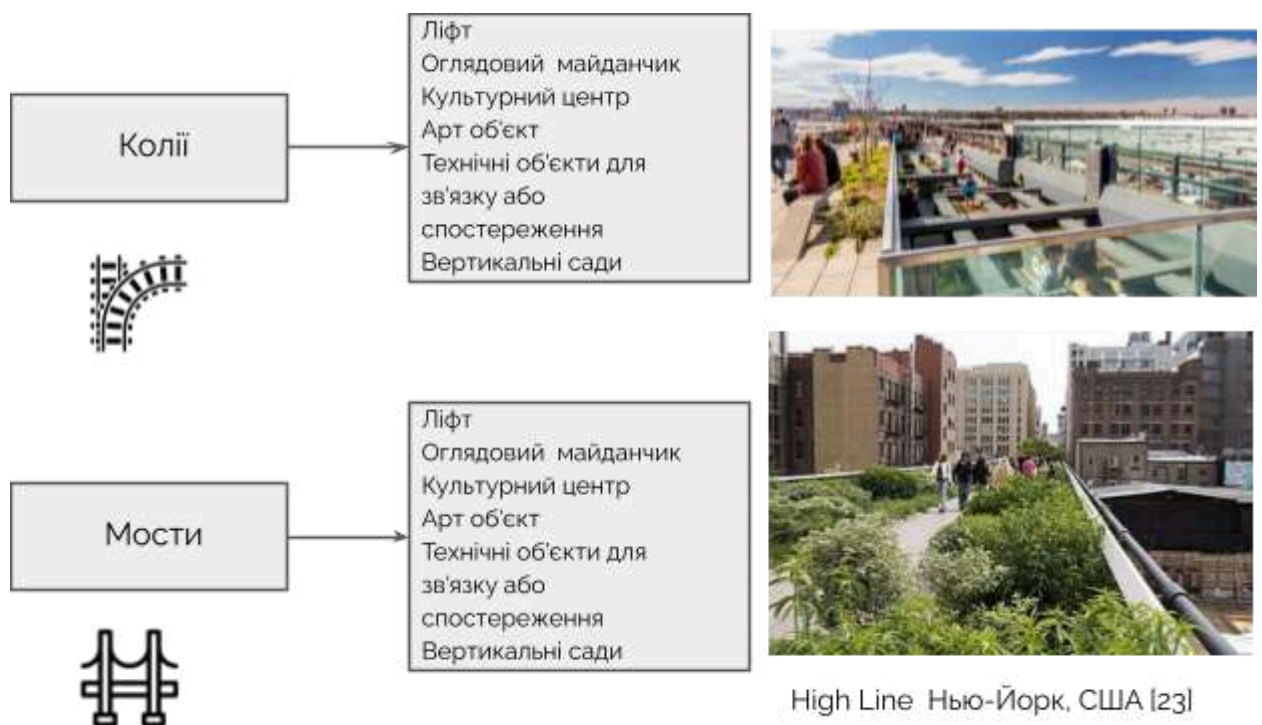 Колії
Ліфт
Оглядовий майданчик
Культурний центр
Арт об'єкт
Технічні об'єкти для
зв'язку або
спостереження
Вертикальні сади
Мости
Ліфт
Оглядовий майданчик
Культурний центр
Арт об'єкт
Технічні об'єкти для
зв'язку або
спостереження
Вертикальні сади
High Line Нью-Йорк, США [23]